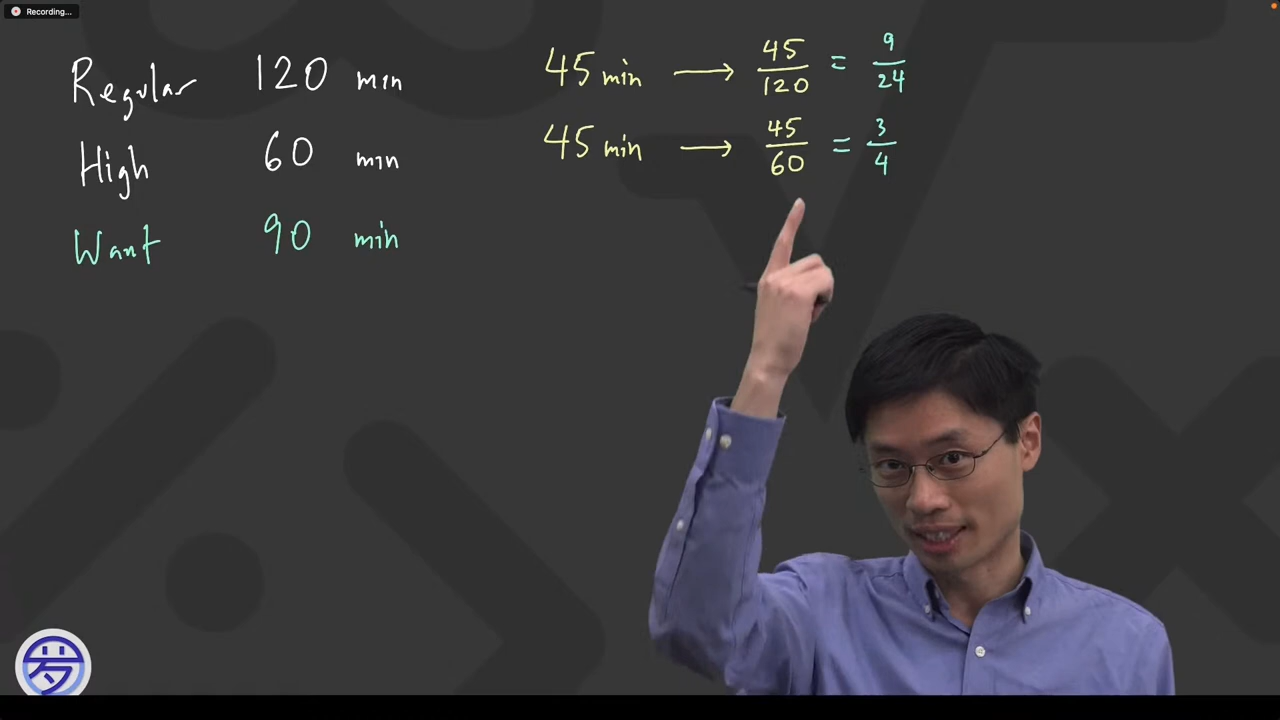 Recording...
Regular 120 min
High 60 min
Want 90 min
45 min → 45/120 = 9/24
45 min → 45/60 = 3/4